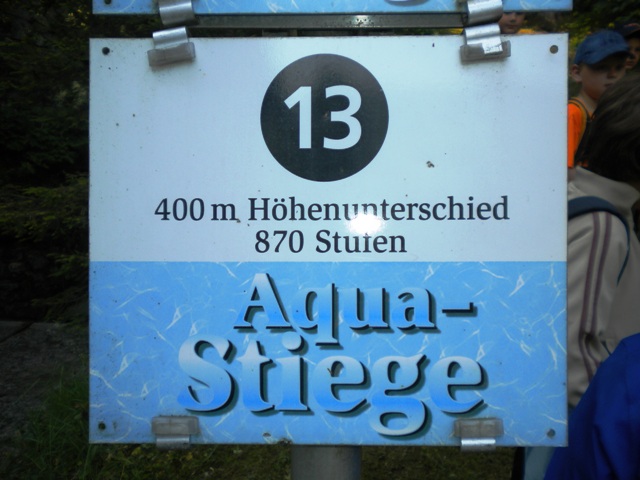 13
400 m Höhenunterschied
870 Stufen
Aqua-
Stiege